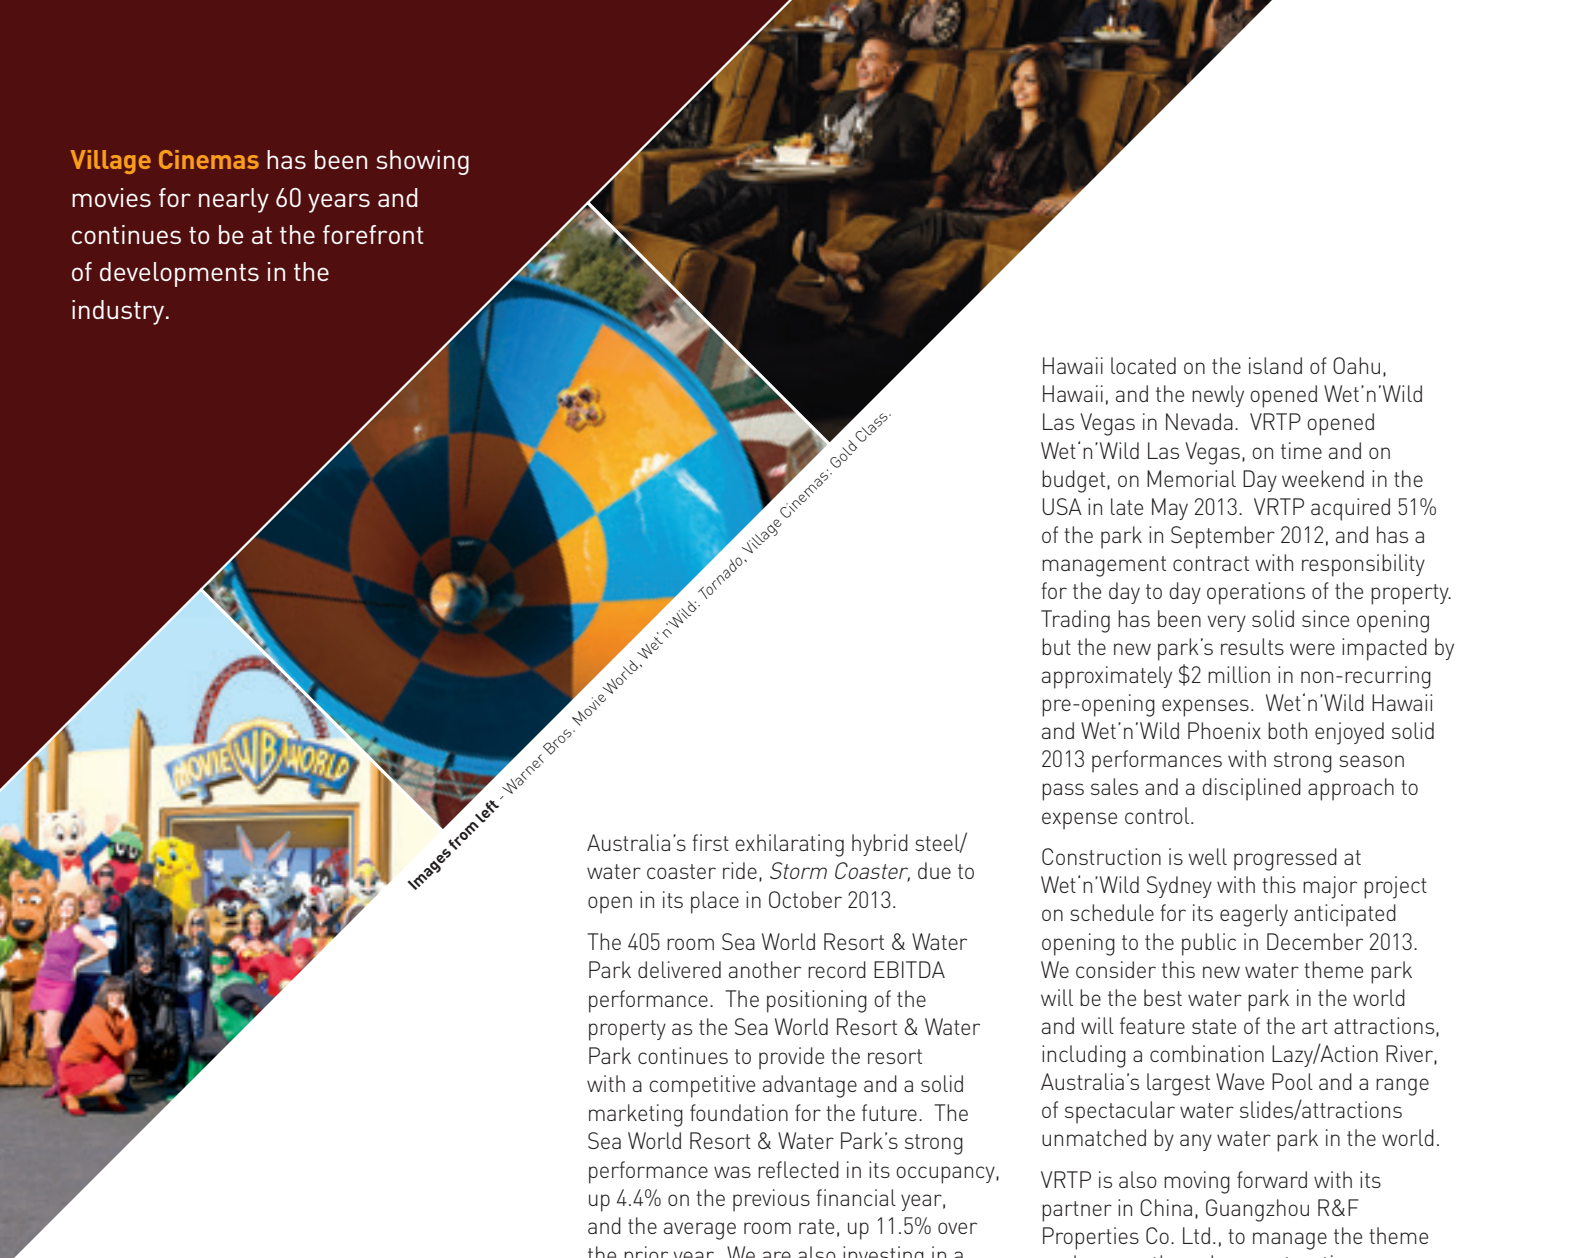 Village Cinemas has been showing
movies for nearly 60 years and
continues to be at the forefront
of developments in the
industry.
MOVIE WB WORLD
Images from left - Warner Bros. Movie World, Wet'n'Wild: Tornado, Village Cinemas: Gold Class.
Australia's first exhilarating hybrid steel/
water coaster ride, Storm Coaster, due to
open in its place in October 2013.
The 405 room Sea World Resort & Water
Park delivered another record EBITDA
performance.  The positioning of the
property as the Sea World Resort & Water
Park continues to provide the resort
with a competitive advantage and a solid
marketing foundation for the future.  The
Sea World Resort & Water Park's strong
performance was reflected in its occupancy,
up 4.4% on the previous financial year,
and the average room rate, up 11.5% over
the prior year.  We are also investing in a
Hawaii located on the island of Oahu,
Hawaii, and the newly opened Wet'n'Wild
Las Vegas in Nevada.  VRTP opened
Wet'n'Wild Las Vegas, on time and on
budget, on Memorial Day weekend in the
USA in late May 2013.  VRTP acquired 51%
of the park in September 2012, and has a
management contract with responsibility
for the day to day operations of the property.
Trading has been very solid since opening
but the new park's results were impacted by
approximately $2 million in non-recurring
pre-opening expenses.  Wet'n'Wild Hawaii
and Wet'n'Wild Phoenix both enjoyed solid
2013 performances with strong season
pass sales and a disciplined approach to
expense control.
Construction is well progressed at
Wet'n'Wild Sydney with this major project
on schedule for its eagerly anticipated
opening to the public in December 2013.
We consider this new water theme park
will be the best water park in the world
and will feature state of the art attractions,
including a combination Lazy/Action River,
Australia's largest Wave Pool and a range
of spectacular water slides/attractions
unmatched by any water park in the world.
VRTP is also moving forward with its
partner in China, Guangzhou R&F
Properties Co. Ltd., to manage the theme